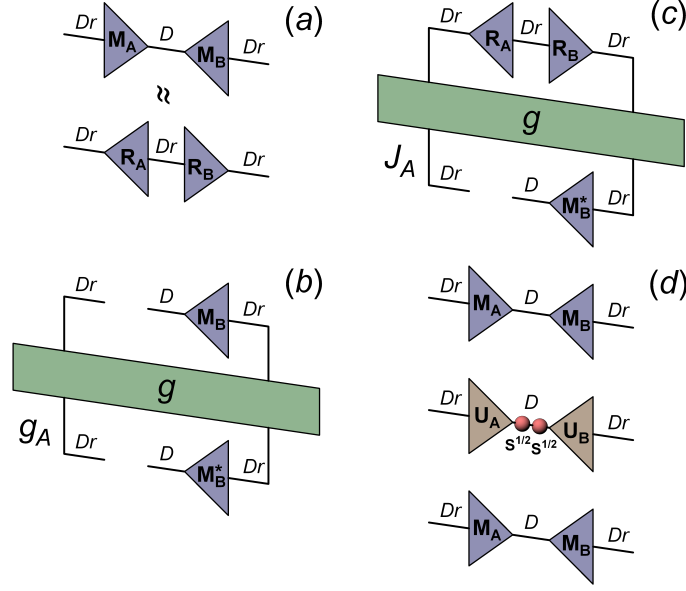 (a)
Dr D Dr
M_A M_B
≈
Dr Dr Dr
R_A R_B
(b)
D Dr
Dr M_B
g
g_A
Dr D Dr
M_B^*
(c)
Dr Dr Dr
R_A R_B
g
J_A
Dr D Dr
M_B^*
(d)
Dr D Dr
M_A M_B
Dr D Dr
U_A U_B
S^{1/2} S^{1/2}
Dr D Dr
M_A M_B